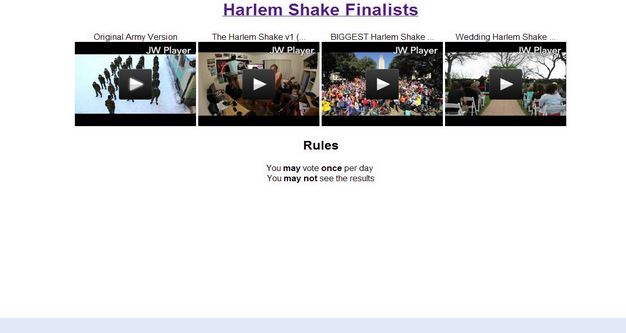 Harlem Shake Finalists
Original Army Version
The Harlem Shake v1 (...
BIGGEST Harlem Shake ...
Wedding Harlem Shake ...
JW Player
JW Player
JW Player
JW Player
Rules
You may vote once per day
You may not see the results